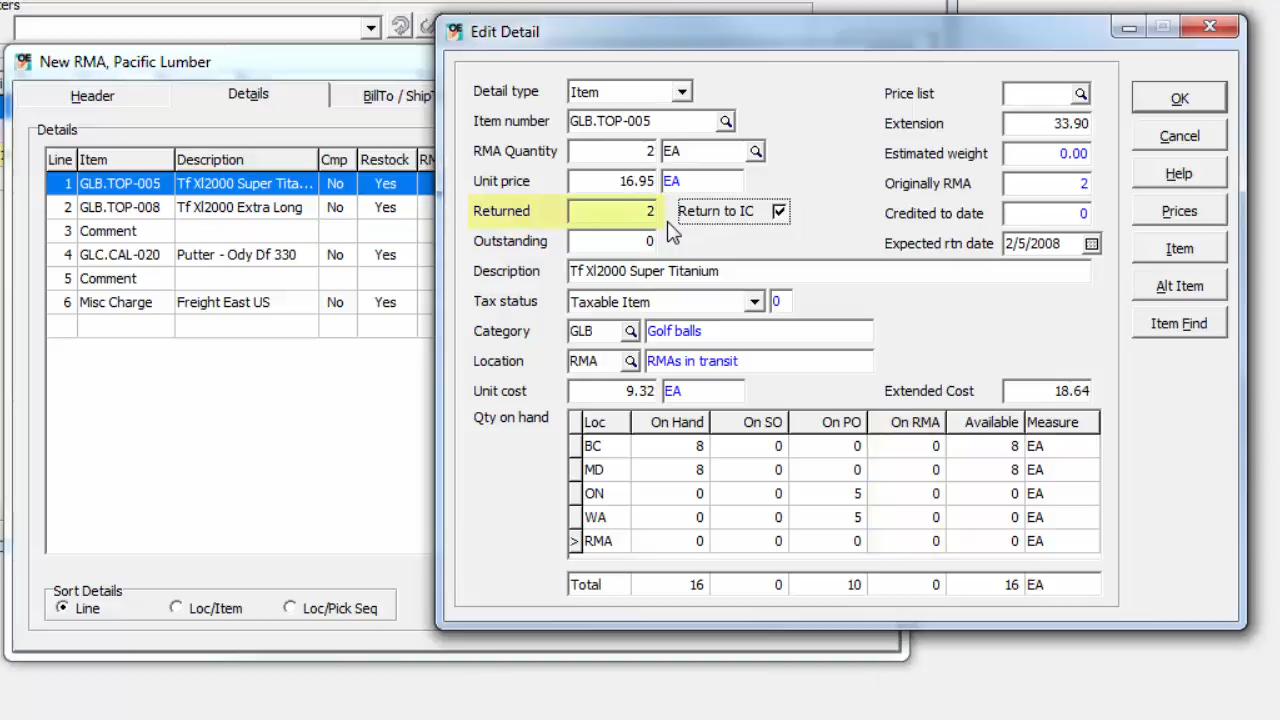 ters
OE New RMA, Pacific Lumber
Header Details BillTo / Ship
Details
Line Item Description Cmp Restock RM
1 GLB.TOP-005 Tf Xl2000 Super Tita... No Yes
2 GLB.TOP-008 Tf Xl2000 Extra Long No Yes
3 Comment
4 GLC.CAL-020 Putter - Ody Df 330 No Yes
5 Comment
6 Misc Charge Freight East US No Yes
Sort Details
Line Loc/Item Loc/Pick Seq
OE Edit Detail
Detail type Item Price list
Item number GLB.TOP-005 Extension 33.90
RMA Quantity 2 EA Estimated weight 0.00
Unit price 16.95 EA Originally RMA 2
Returned 2 Return to IC Credited to date 0
Outstanding 0 Expected rtn date 2/5/2008
Description Tf Xl2000 Super Titanium
Tax status Taxable Item 0
Category GLB Golf balls
Location RMA RMAs in transit
Unit cost 9.32 EA Extended Cost 18.64
Qty on hand Loc On Hand On SO On PO On RMA Available Measure
BC 8 0 0 0 8 EA
MD 8 0 0 0 8 EA
ON 0 0 5 0 0 EA
WA 0 0 5 0 0 EA
> RMA 0 0 0 0 0 EA
Total 16 0 10 0 16 EA
OK
Cancel
Help
Prices
Item
Alt Item
Item Find